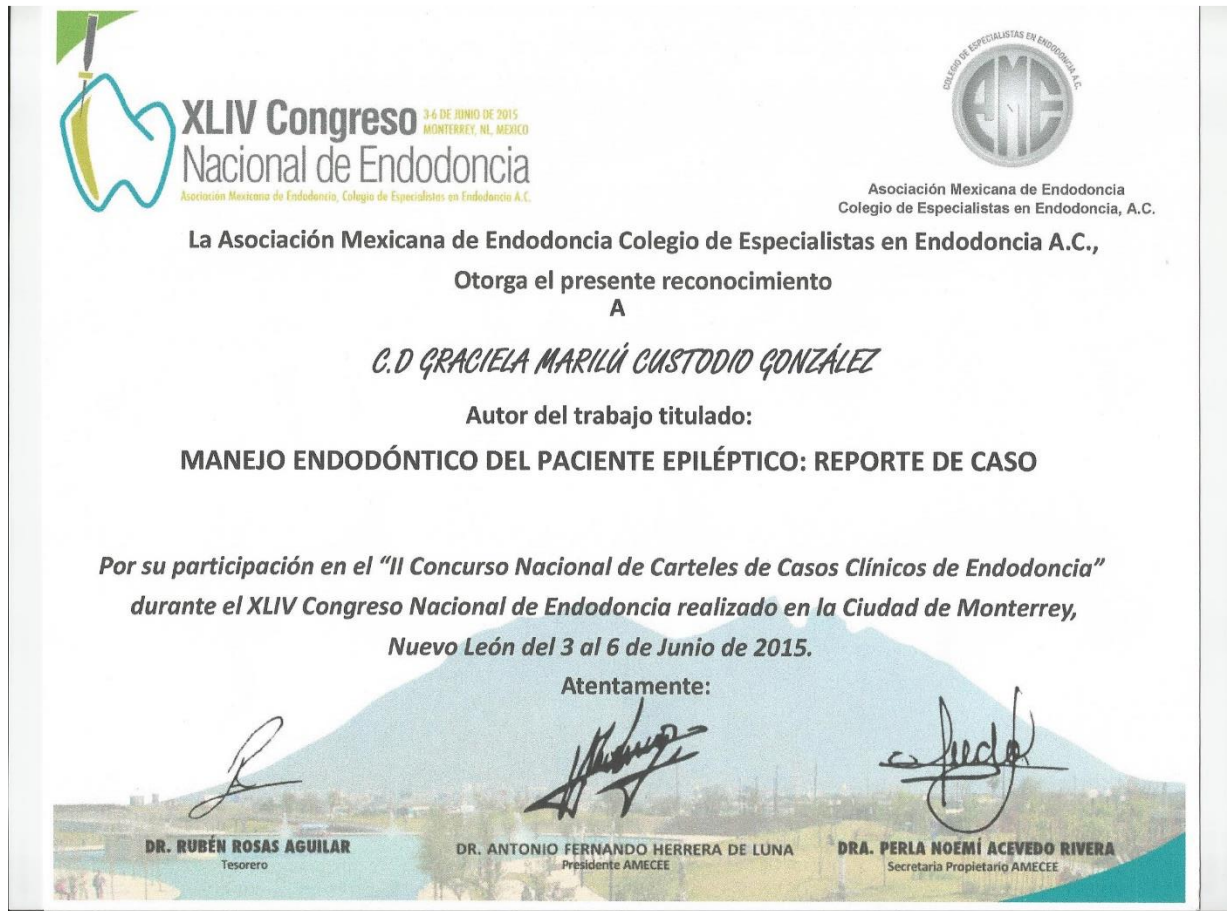 XLIV Congreso 3-6 DE JUNIO DE 2015
MONTERREY, NL, MEXICO
Nacional de Endodoncia
Asociación Mexicana de Endodoncia, Colegio de Especialistas en Endodoncia A.C.
COLEGIO DE ESPECIALISTAS EN ENDODONCIA A.C.
AME
Asociación Mexicana de Endodoncia
Colegio de Especialistas en Endodoncia, A.C.
La Asociación Mexicana de Endodoncia Colegio de Especialistas en Endodoncia A.C.,
Otorga el presente reconocimiento
A
C.D GRACIELA MARILÚ CUSTODIO GONZÁLEZ
Autor del trabajo titulado:
MANEJO ENDODÓNTICO DEL PACIENTE EPILÉPTICO: REPORTE DE CASO
Por su participación en el “II Concurso Nacional de Carteles de Casos Clínicos de Endodoncia”
durante el XLIV Congreso Nacional de Endodoncia realizado en la Ciudad de Monterrey,
Nuevo León del 3 al 6 de Junio de 2015.
Atentamente:
DR. RUBÉN ROSAS AGUILAR
Tesorero
DR. ANTONIO FERNANDO HERRERA DE LUNA
Presidente AMECEE
DRA. PERLA NOEMÍ ACEVEDO RIVERA
Secretaria Propietario AMECEE